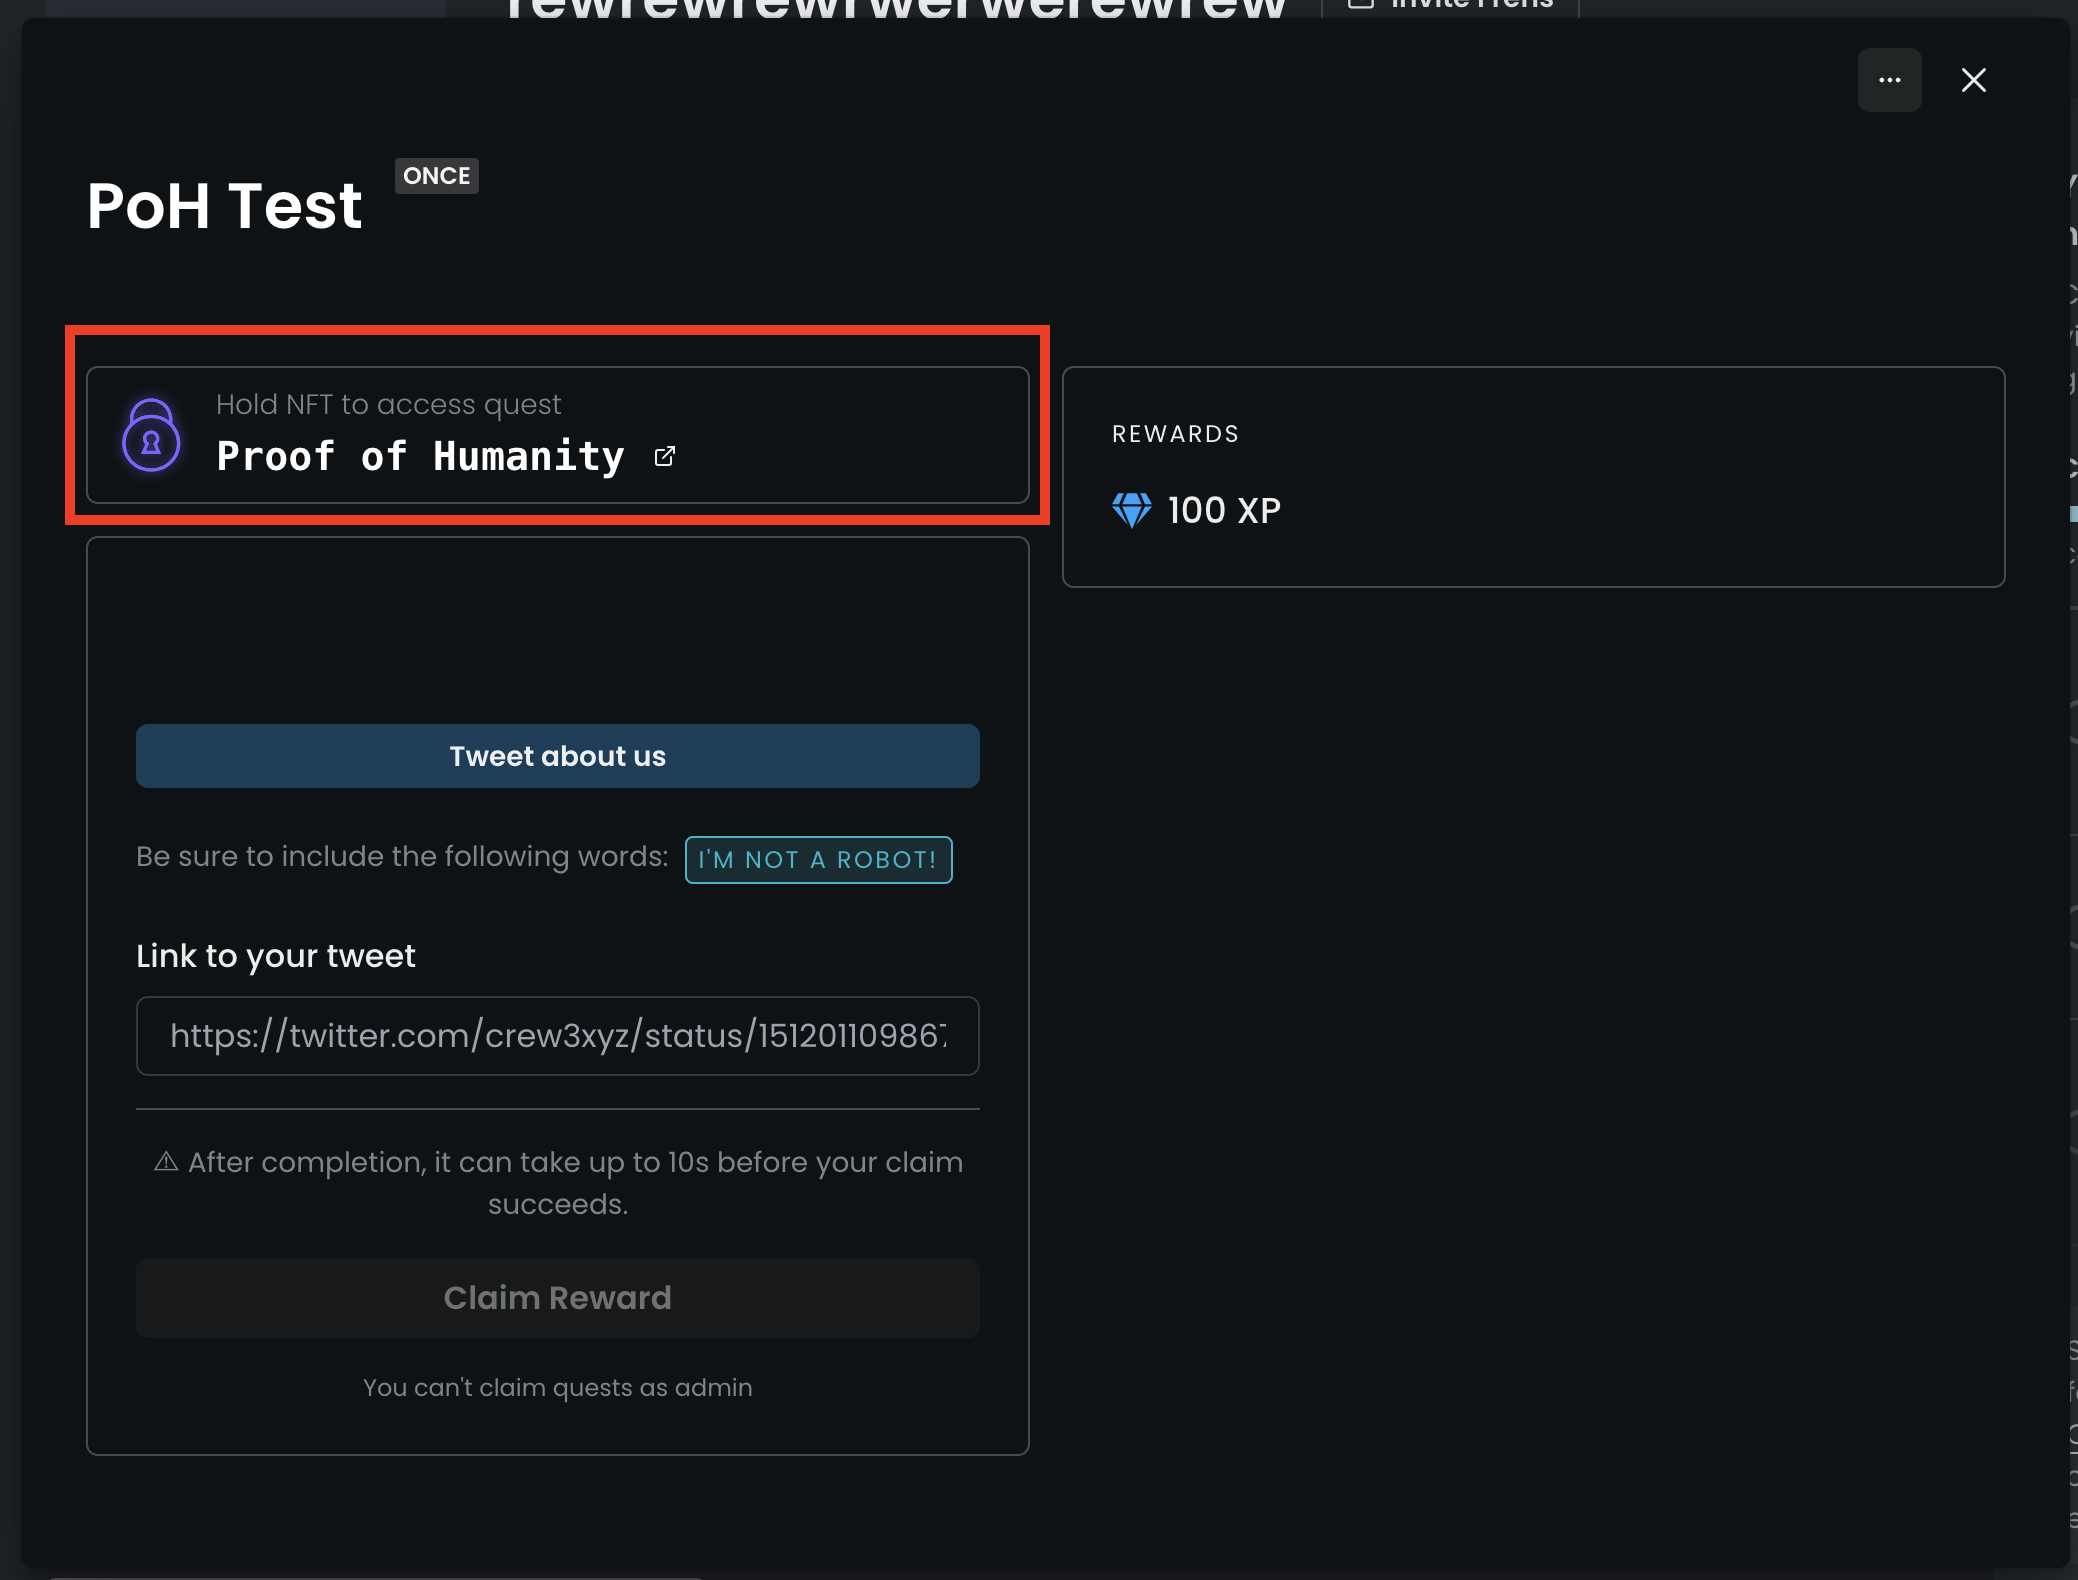 rewrewrewrwerwerewrew
Invite Frens
PoH Test
ONCE
Hold NFT to access quest
Proof of Humanity
REWARDS
100 XP
Tweet about us
Be sure to include the following words: I'M NOT A ROBOT!
Link to your tweet
https://twitter.com/crew3xyz/status/151201109867
⚠ After completion, it can take up to 10s before your claim
succeeds.
Claim Reward
You can't claim quests as admin